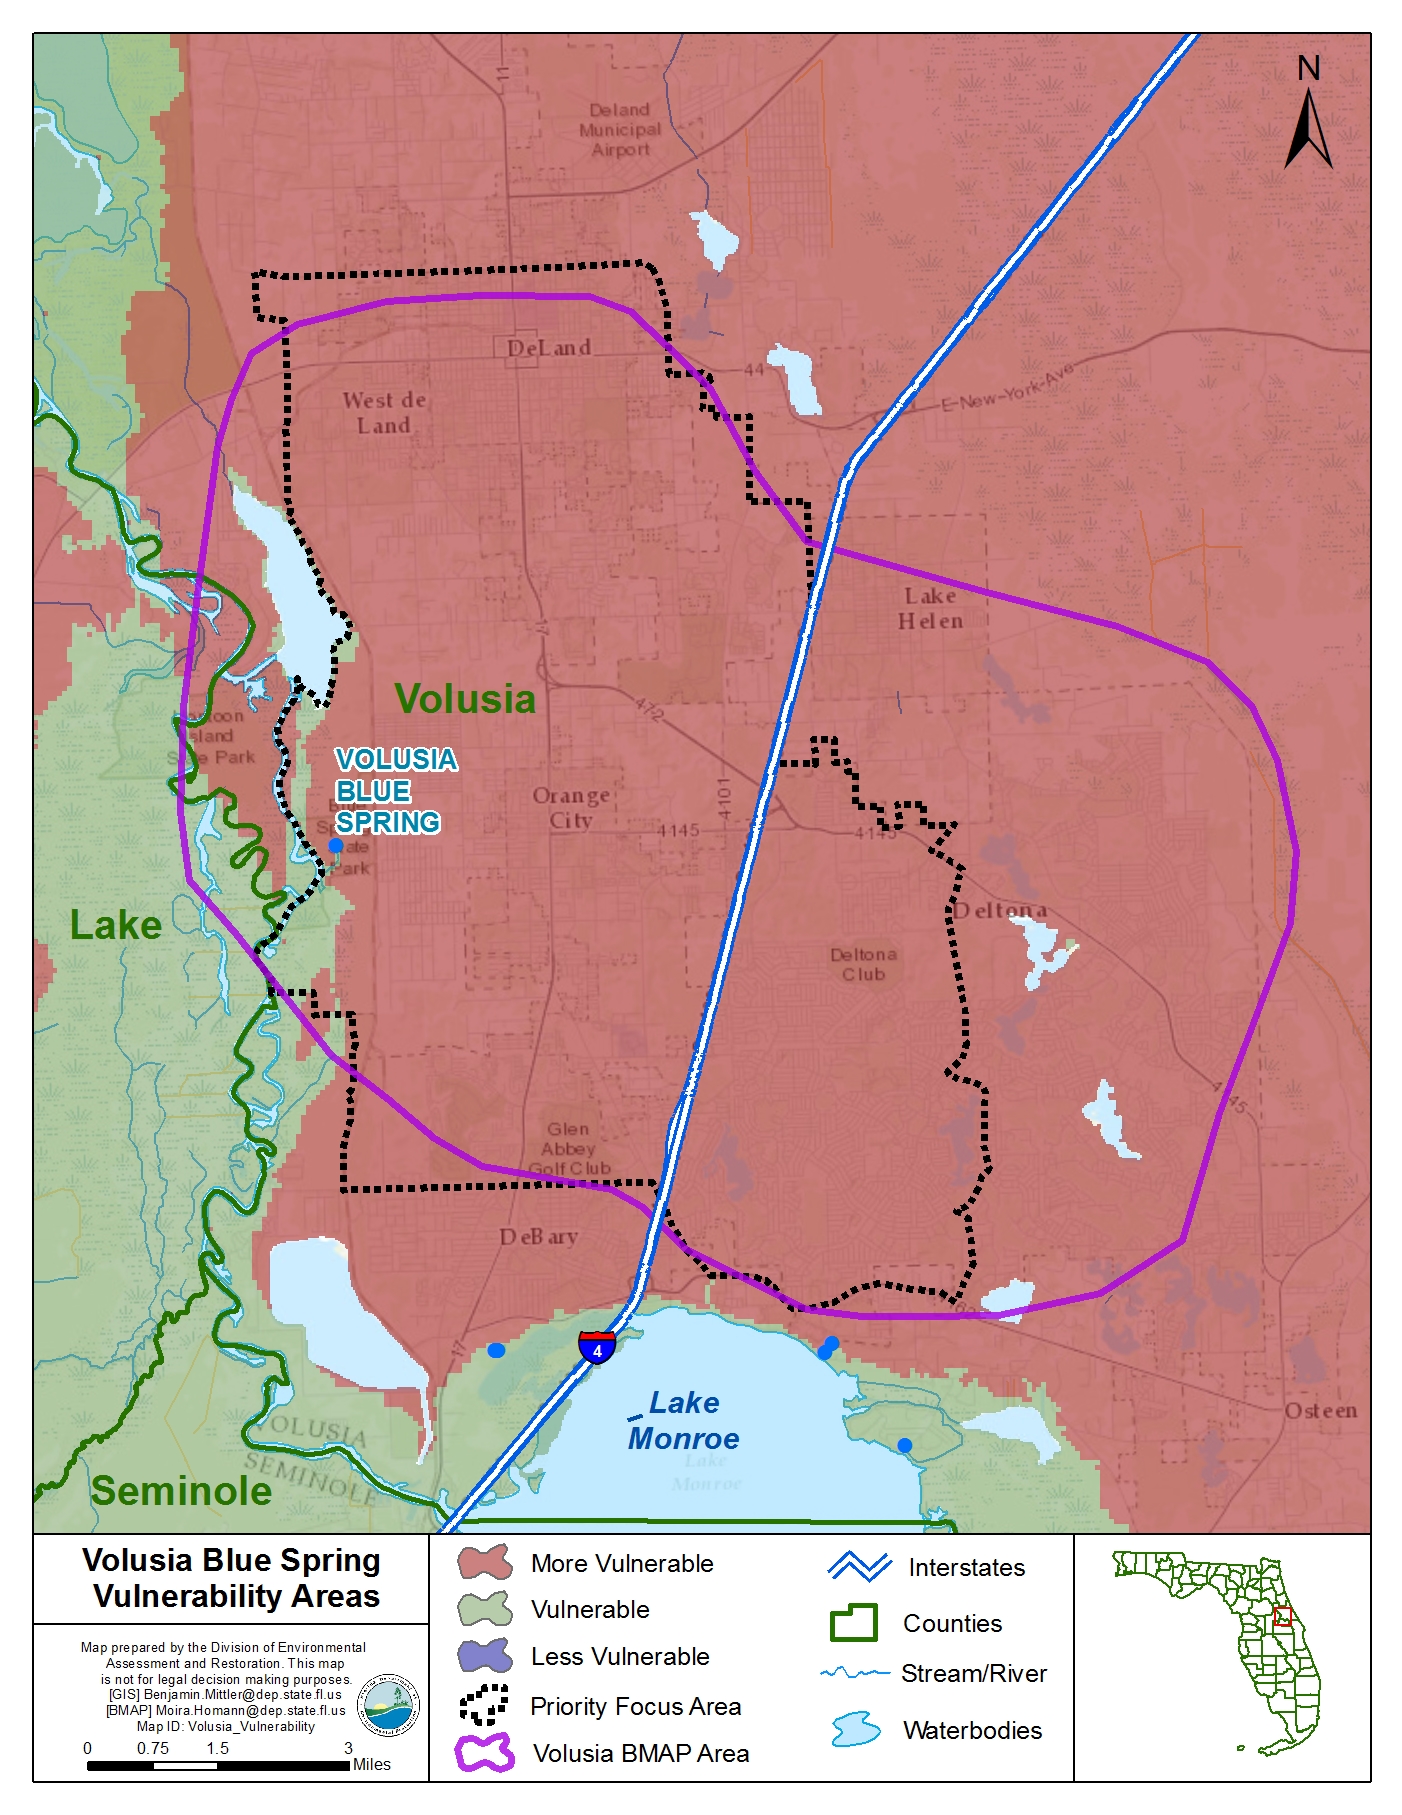 N
11
Deland
Municipal
Airport
DeLand
44
E-New-York-Ave
West de
Land
Lake
Helen
17
472
Volusia
Island
State Park
VOLUSIA
BLUE
SPRING
Park
Orange
City
4101
4145
4145
Lake
Deltona
Deltona
Club
4145
Glen
Abbey
Golf Club
DeBary
17
4
Lake
Monroe
Lake
Monroe
Osteen
VOLUSIA
SEMINOLE
Seminole
Volusia Blue Spring
Vulnerability Areas
Map prepared by the Division of Environmental
Assessment and Restoration. This map
is not for legal decision making purposes.
[GIS] Benjamin.Mittler@dep.state.fl.us
[BMAP] Moira.Homann@dep.state.fl.us
Map ID: Volusia_Vulnerability
0 0.75 1.5 3
Miles
More Vulnerable
Vulnerable
Less Vulnerable
Priority Focus Area
Volusia BMAP Area
Interstates
Counties
Stream/River
Waterbodies